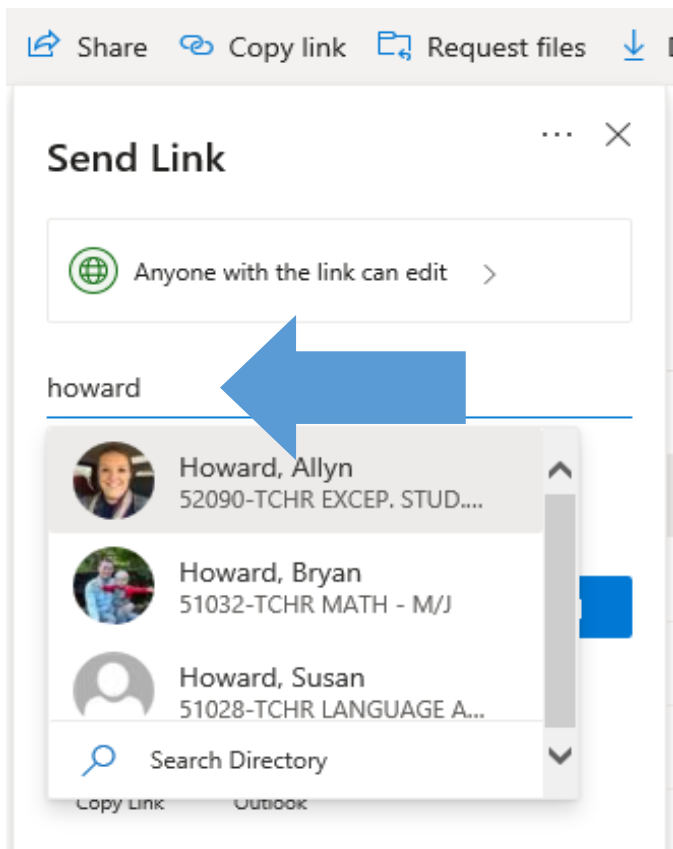 Share Copy link Request files
Send Link
Anyone with the link can edit
howard
Howard, Allyn
52090-TCHR EXCEP. STUD....
Howard, Bryan
51032-TCHR MATH - M/J
Howard, Susan
51028-TCHR LANGUAGE A...
Search Directory
Copy Link Outlook